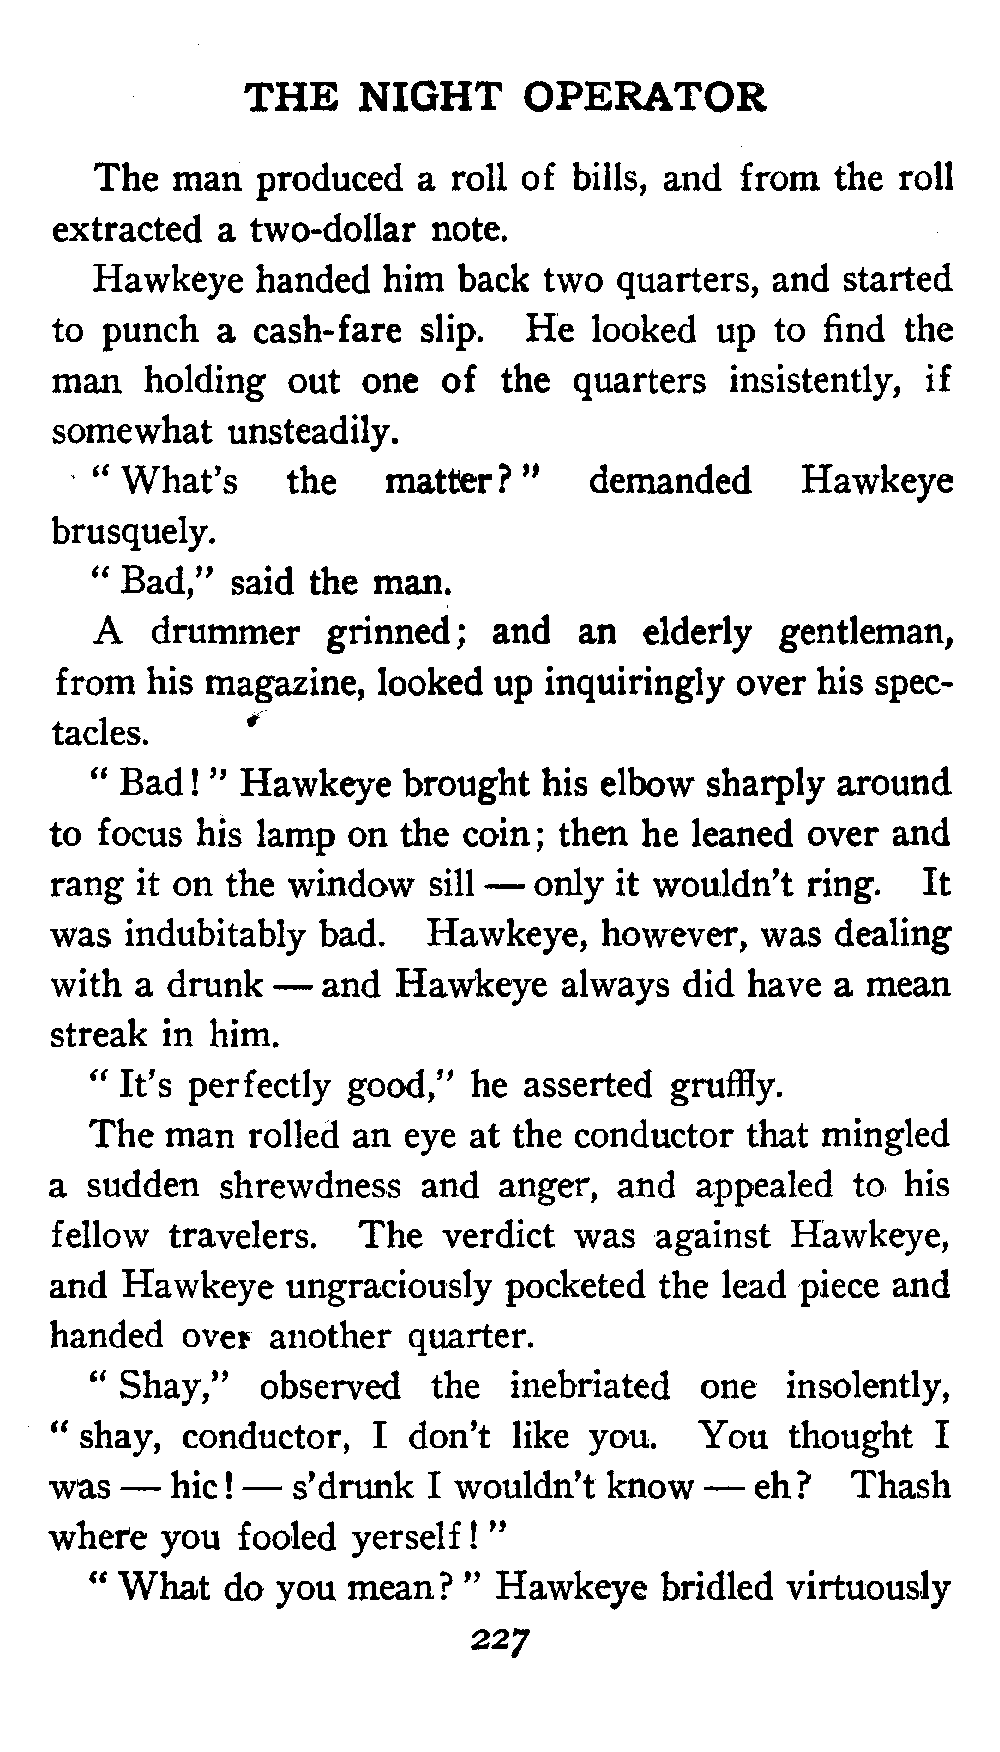 THE NIGHT OPERATOR
The man produced a roll of bills, and from the roll
extracted a two-dollar note.
Hawkeye handed him back two quarters, and started
to punch a cash-fare slip. He looked up to find the
man holding out one of the quarters insistently, if
somewhat unsteadily.
" What's the matter? " demanded Hawkeye
brusquely.
" Bad," said the man.
A drummer grinned; and an elderly gentleman,
from his magazine, looked up inquiringly over his spec-
tacles.
" Bad! " Hawkeye brought his elbow sharply around
to focus his lamp on the coin; then he leaned over and
rang it on the window sill — only it wouldn't ring. It
was indubitably bad. Hawkeye, however, was dealing
with a drunk — and Hawkeye always did have a mean
streak in him.
" It's perfectly good," he asserted gruffly.
The man rolled an eye at the conductor that mingled
a sudden shrewdness and anger, and appealed to his
fellow travelers. The verdict was against Hawkeye,
and Hawkeye ungraciously pocketed the lead piece and
handed over another quarter.
" Shay," observed the inebriated one insolently,
" shay, conductor, I don't like you. You thought I
was — hic! — s'drunk I wouldn't know — eh? Thash
where you fooled yerself! "
" What do you mean? " Hawkeye bridled virtuously
227